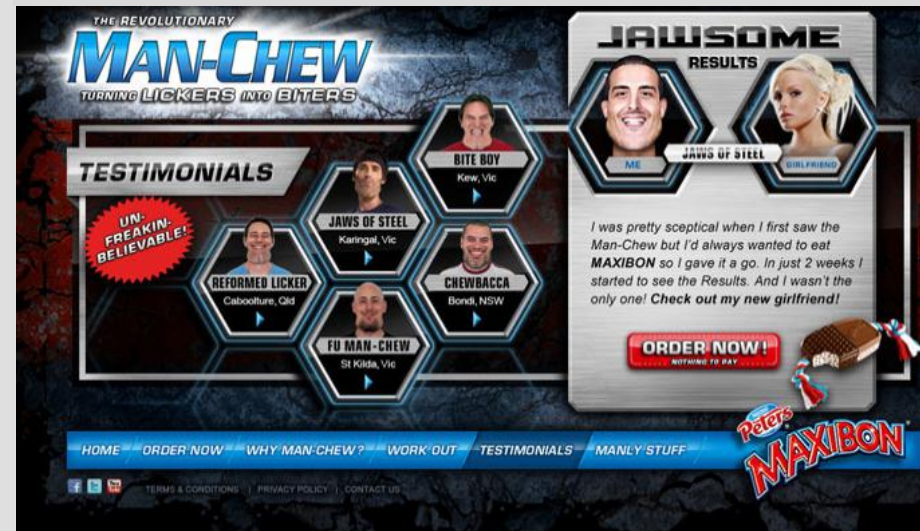 THE REVOLUTIONARY
MAN-CHEW
TURNING LICKERS INTO BITERS
TESTIMONIALS
UN-
FREAKIN-
BELIEVABLE!
BITE BOY
Kew, Vic
JAWS OF STEEL
Karingal, Vic
REFORMED LICKER
Caboolture, Qld
CHEWBACCA
Bondi, NSW
FU MAN-CHEW
St Kilda, Vic
JAWSOME
RESULTS
ME
JAWS OF STEEL
GIRLFRIEND
I was pretty sceptical when I first saw the
Man-Chew but I'd always wanted to eat
MAXIBON so I gave it a go. In just 2 weeks I
started to see the Results. And I wasn't the
only one! Check out my new girlfriend!
ORDER NOW!
NOTHING TO PAY
Peters
MAXIBON
HOME ORDER NOW WHY MAN-CHEW? WORK OUT TESTIMONIALS MANLY STUFF
TERMS & CONDITIONS | PRIVACY POLICY | CONTACT US